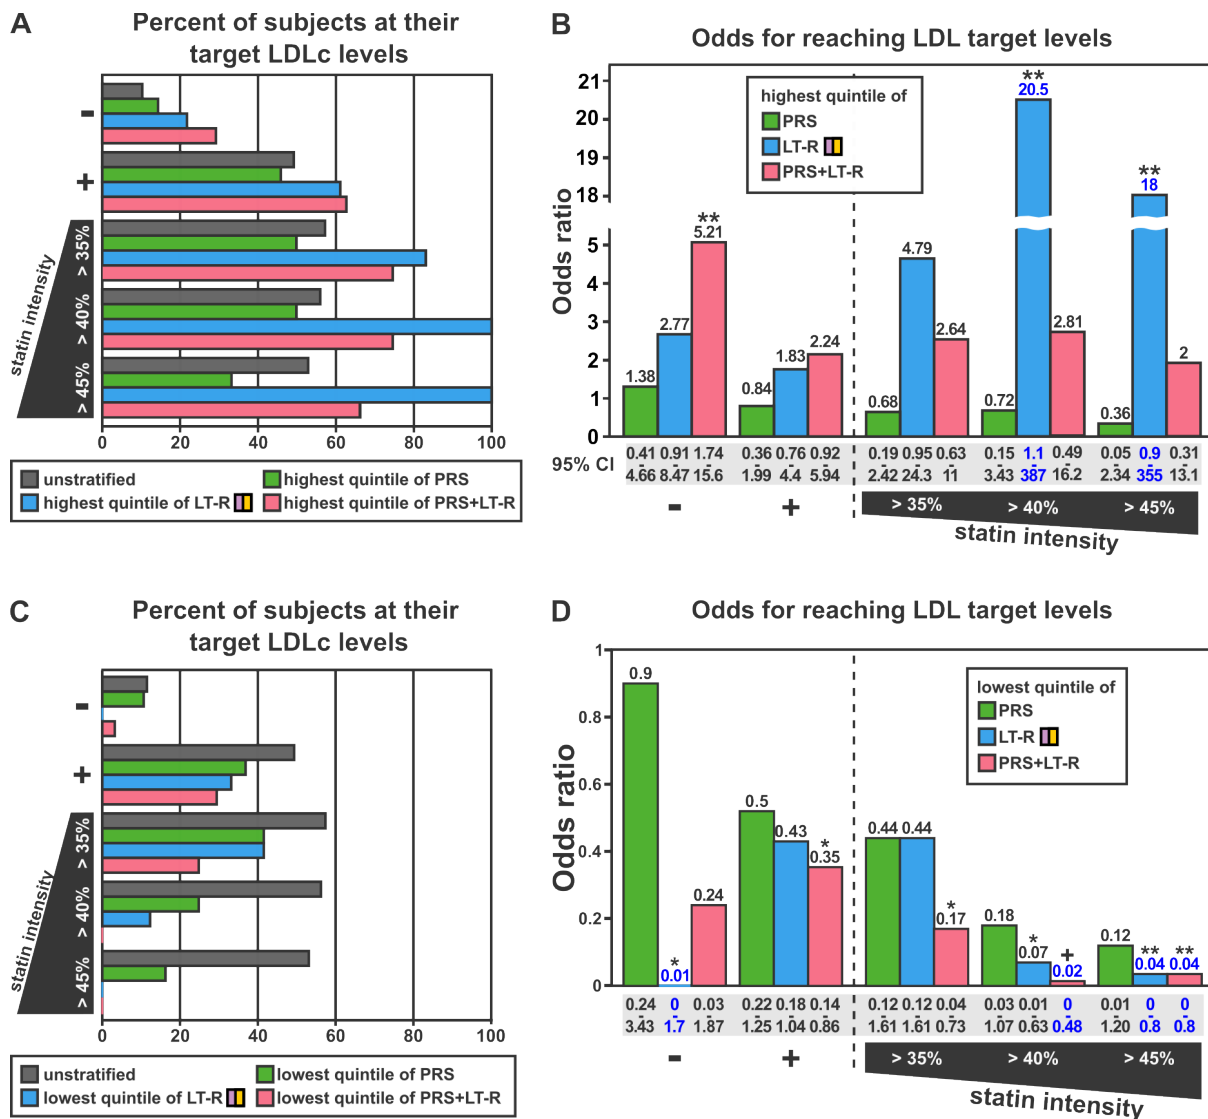 A
Percent of subjects at their
target LDLc levels
-
+
> 35%
> 40%
> 45%
statin intensity
0 20 40 60 80 100
unstratified
highest quintile of PRS
highest quintile of LT-R
highest quintile of PRS+LT-R
B
Odds for reaching LDL target levels
Odds ratio
21
20
19
18
5
4
3
2
1
0
highest quintile of
PRS
LT-R
PRS+LT-R
1.38 2.77 ** 5.21
0.84 1.83 2.24
0.68 4.79 2.64
0.72 ** 20.5 2.81
0.36 ** 18 2
95% CI
0.41 0.91 1.74 0.36 0.76 0.92 0.19 0.95 0.63 0.15 1.1 0.49 0.05 0.9 0.31
- - - - - - - - - - - - - - -
4.66 8.47 15.6 1.99 4.4 5.94 2.42 24.3 11 3.43 387 16.2 2.34 355 13.1
- + > 35% > 40% > 45%
statin intensity
C
Percent of subjects at their
target LDLc levels
-
+
> 35%
> 40%
> 45%
statin intensity
0 20 40 60 80 100
unstratified
lowest quintile of PRS
lowest quintile of LT-R
lowest quintile of PRS+LT-R
D
Odds for reaching LDL target levels
Odds ratio
1
0.8
0.6
0.4
0.2
0
lowest quintile of
PRS
LT-R
PRS+LT-R
0.9 * 0.01 0.24
0.5 0.43 * 0.35
0.44 0.44 * 0.17
0.18 * 0.07 + 0.02
0.12 ** 0.04 ** 0.04
0.24 0 0.03 0.22 0.18 0.14 0.12 0.12 0.04 0.03 0.01 0 0.01 0 0
- - - - - - - - - - - - - - -
3.43 1.7 1.87 1.25 1.04 0.86 1.61 1.61 0.73 1.07 0.63 0.48 1.20 0.8 0.8
- + > 35% > 40% > 45%
statin intensity